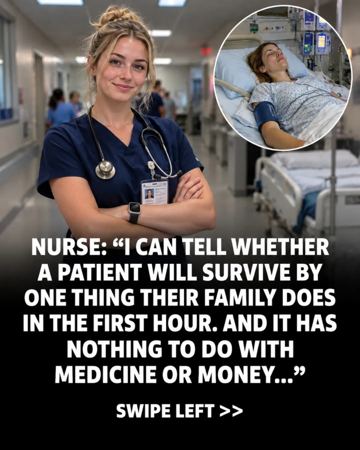 NURSE: “I CAN TELL WHETHER
A PATIENT WILL SURVIVE BY
ONE THING THEIR FAMILY DOES
IN THE FIRST HOUR. AND IT HAS
NOTHING TO DO WITH
MEDICINE OR MONEY...”
SWIPE LEFT >>